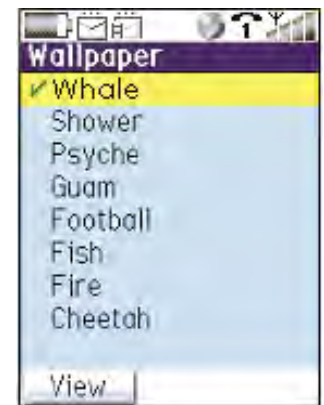 Wallpaper
Whale
Shower
Psyche
Guam
Football
Fish
Fire
Cheetah
View